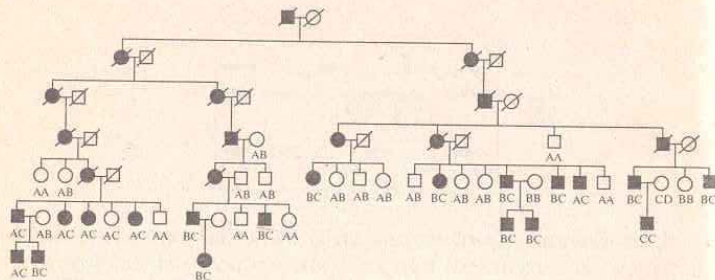 AB
AA
AA AB
AB AB
BC AB AB AB
AB BC AB AB BC BB BC AC AA
BC CD BB BC
AC AB AC AC AC AC AA
BC AA BC AA
BC BC
CC
AC BC
BC